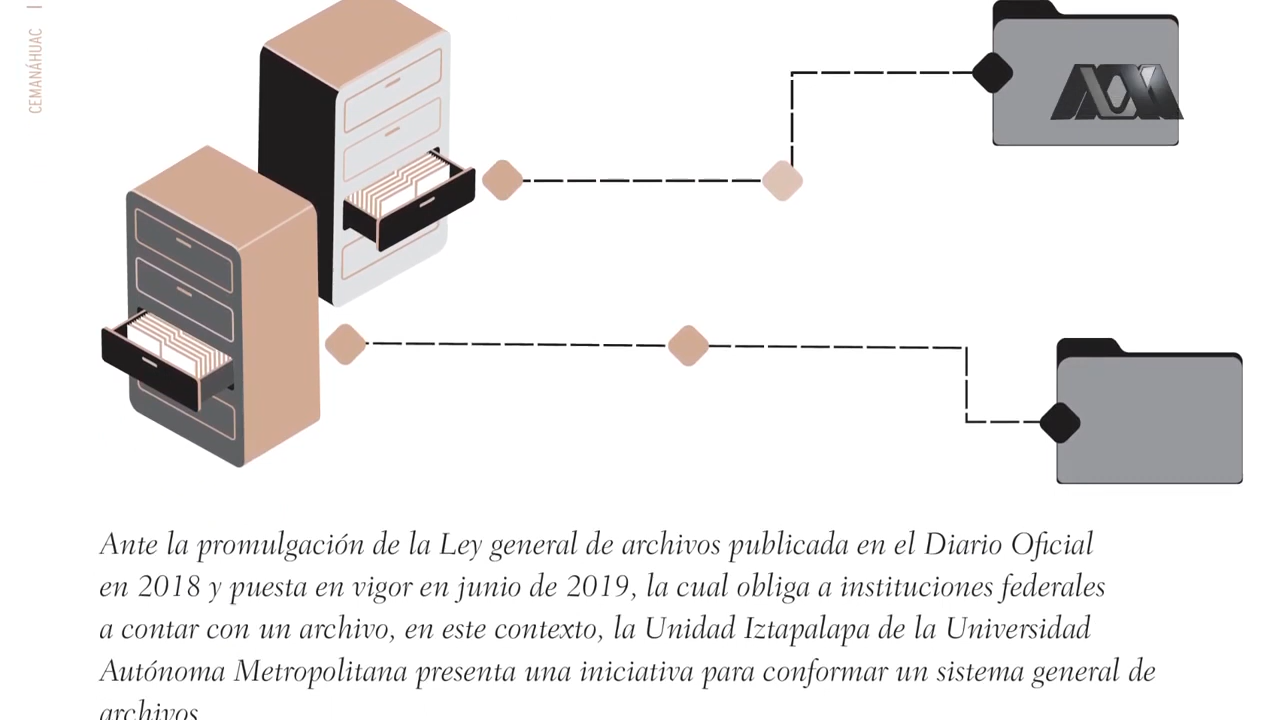 CEMANÁHUAC |
Ante la promulgación de la Ley general de archivos publicada en el Diario Oficial
en 2018 y puesta en vigor en junio de 2019, la cual obliga a instituciones federales
a contar con un archivo, en este contexto, la Unidad Iztapalapa de la Universidad
Autónoma Metropolitana presenta una iniciativa para conformar un sistema general de
archivos